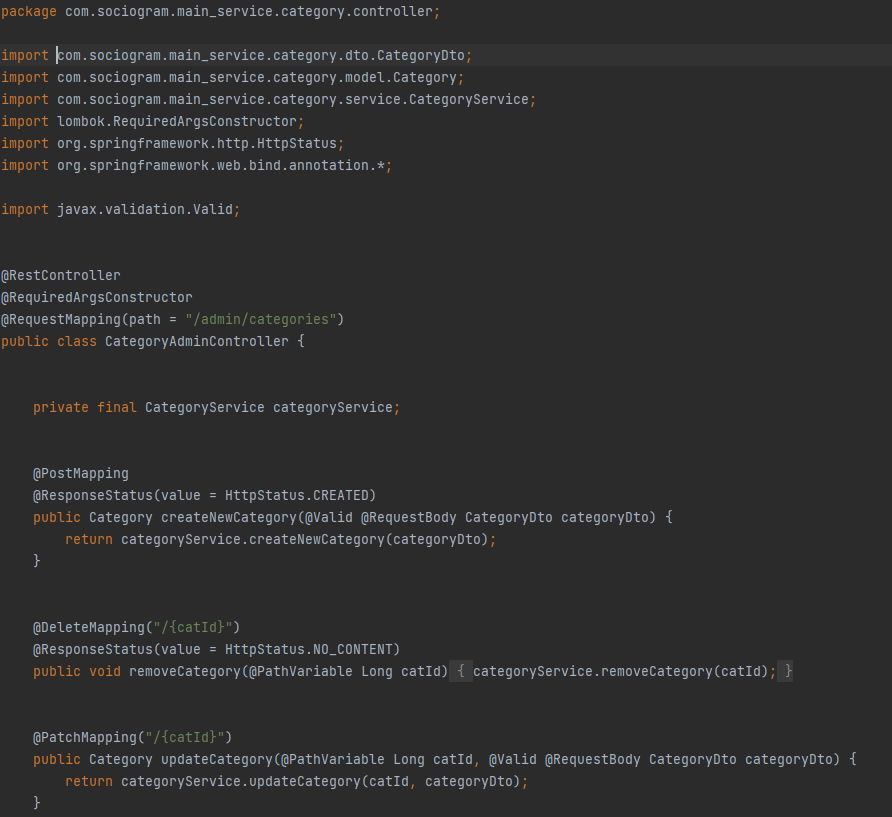 package com.sociogram.main_service.category.controller;
import com.sociogram.main_service.category.dto.CategoryDto;
import com.sociogram.main_service.category.model.Category;
import com.sociogram.main_service.category.service.CategoryService;
import lombok.RequiredArgsConstructor;
import org.springframework.http.HttpStatus;
import org.springframework.web.bind.annotation.*;
import javax.validation.Valid;
@RestController
@RequiredArgsConstructor
@RequestMapping(path = "/admin/categories")
public class CategoryAdminController {
    private final CategoryService categoryService;
    @PostMapping
    @ResponseStatus(value = HttpStatus.CREATED)
    public Category createNewCategory(@Valid @RequestBody CategoryDto categoryDto) {
        return categoryService.createNewCategory(categoryDto);
    }
    @DeleteMapping("/{catId}")
    @ResponseStatus(value = HttpStatus.NO_CONTENT)
    public void removeCategory(@PathVariable Long catId) { categoryService.removeCategory(catId); }
    @PatchMapping("/{catId}")
    public Category updateCategory(@PathVariable Long catId, @Valid @RequestBody CategoryDto categoryDto) {
        return categoryService.updateCategory(catId, categoryDto);
    }